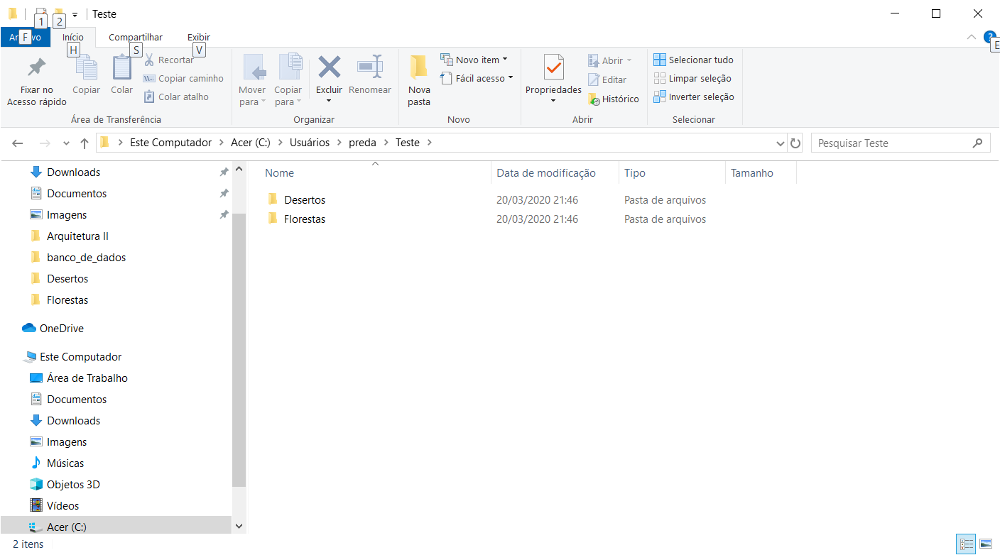 Teste
1 2
Arquivo Início Compartilhar Exibir
F H S V E
Fixar no
Acesso rápido
Copiar
Colar
Recortar
Copiar caminho
Colar atalho
Área de Transferência
Mover
para
Copiar
para
Excluir
Renomear
Organizar
Nova
pasta
Novo item
Fácil acesso
Novo
Propriedades
Abrir
Editar
Histórico
Abrir
Selecionar tudo
Limpar seleção
Inverter seleção
Selecionar
Este Computador > Acer (C:) > Usuários > preda > Teste >
Pesquisar Teste
Downloads
Documentos
Imagens
Arquitetura II
banco_de_dados
Desertos
Florestas
OneDrive
Este Computador
Área de Trabalho
Documentos
Downloads
Imagens
Músicas
Objetos 3D
Vídeos
Acer (C:)
Nome Data de modificação Tipo Tamanho
Desertos 20/03/2020 21:46 Pasta de arquivos
Florestas 20/03/2020 21:46 Pasta de arquivos
2 itens